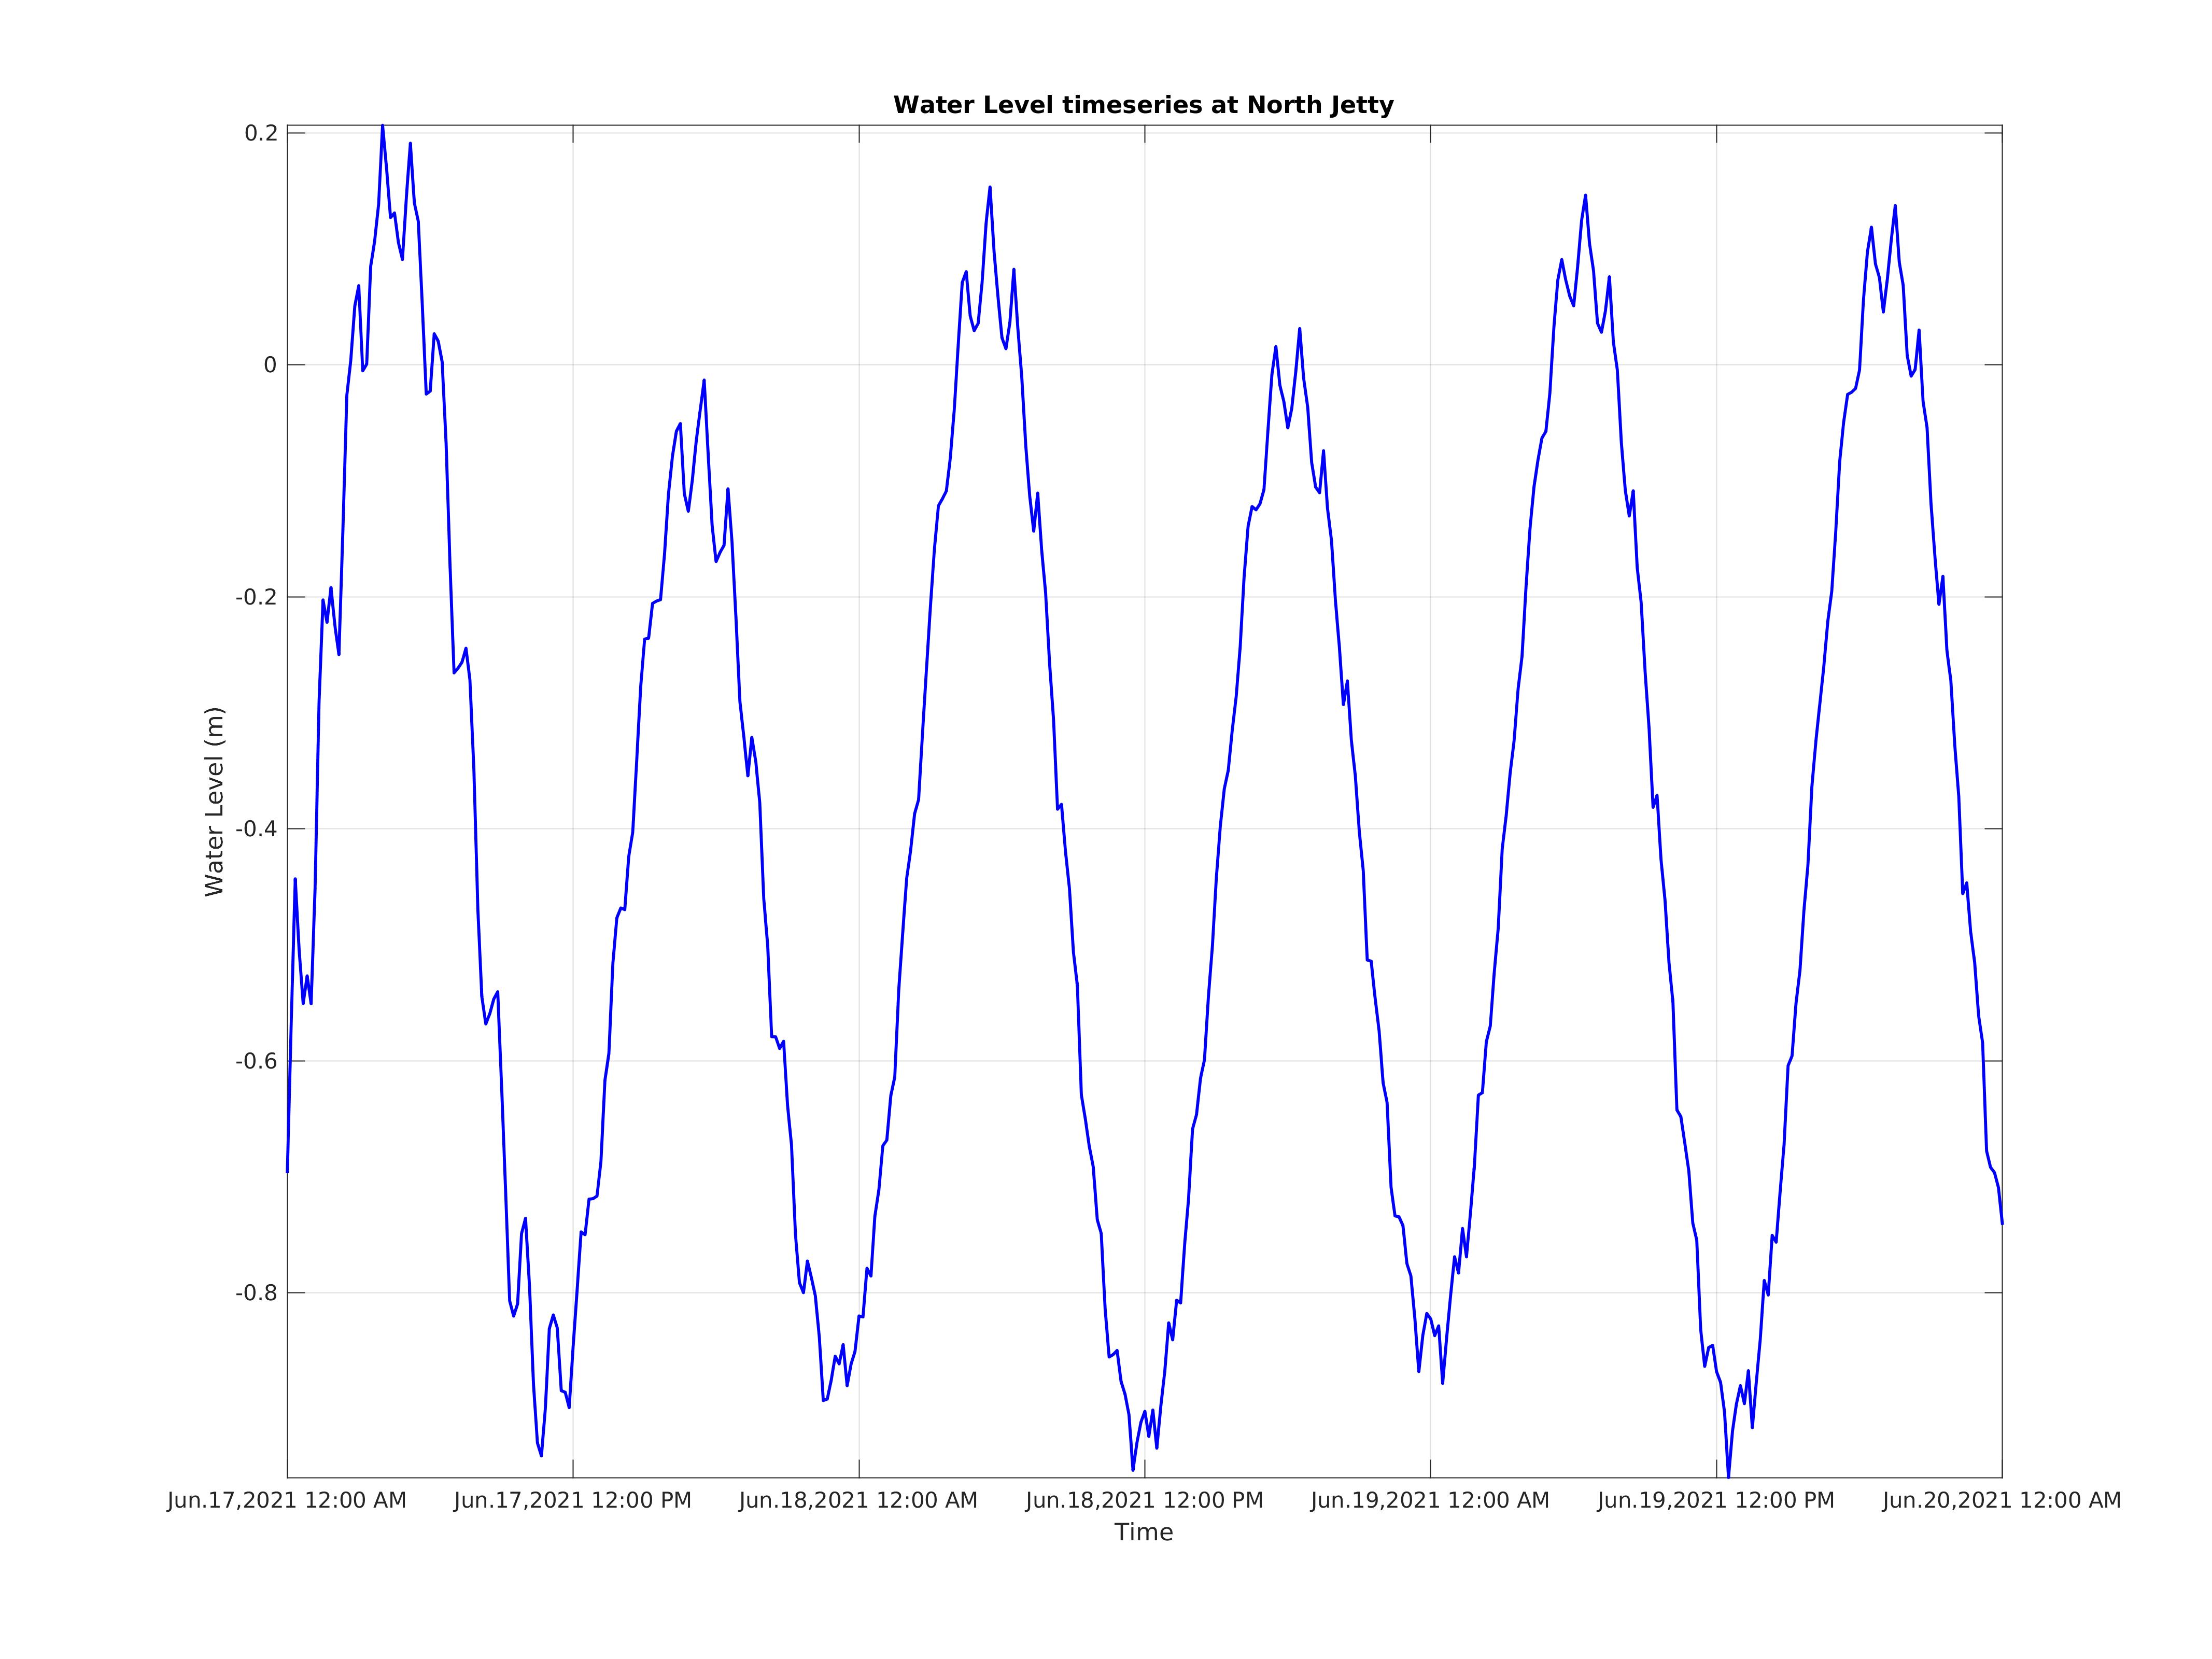 Water Level timeseries at North Jetty
0.2
0
-0.2
-0.4
-0.6
-0.8
Water Level (m)
Jun.17,2021 12:00 AM
Jun.17,2021 12:00 PM
Jun.18,2021 12:00 AM
Jun.18,2021 12:00 PM
Jun.19,2021 12:00 AM
Jun.19,2021 12:00 PM
Jun.20,2021 12:00 AM
Time